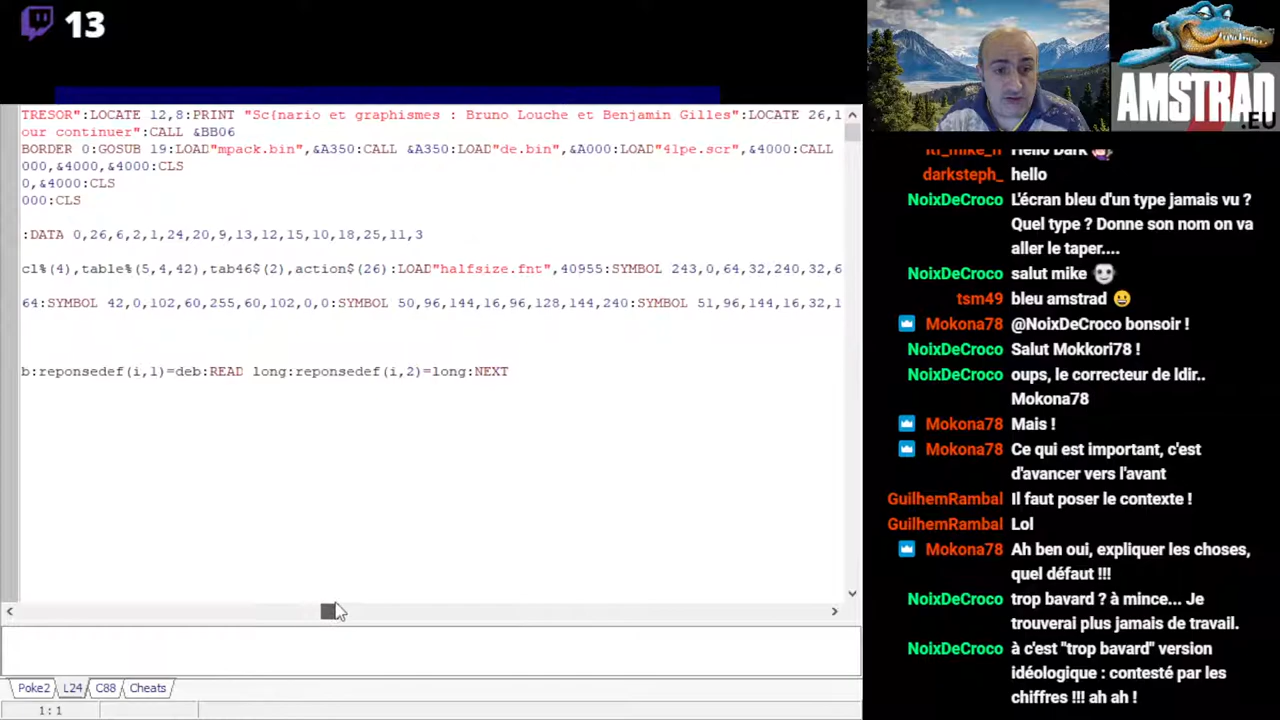 13
TRESOR":LOCATE 12,8:PRINT "Sc{nario et graphismes : Bruno Louche et Benjamin Gilles":LOCATE 26,1
our continuer":CALL &BB06
BORDER 0:GOSUB 19:LOAD"mpack.bin",&A350:CALL &A350:LOAD"de.bin",&A000:LOAD"41pe.scr",&4000:CALL
000,&4000,&4000:CLS
0,&4000:CLS
000:CLS
:DATA 0,26,6,2,1,24,20,9,13,12,15,10,18,25,11,3
cl%(4),table%(5,4,42),tab46$(2),action$(26):LOAD"halfsize.fnt",40955:SYMBOL 243,0,64,32,240,32,6
64:SYMBOL 42,0,102,60,255,60,102,0,0:SYMBOL 50,96,144,16,96,128,144,240:SYMBOL 51,96,144,16,32,1
b:reponsedef(i,1)=deb:READ long:reponsedef(i,2)=long:NEXT
Poke2 L24 C88 Cheats
1: 1
AMSTRAD
.EU
Hello Dark
darksteph_ hello
NoixDeCroco L'écran bleu d'un type jamais vu ?
Quel type ? Donne son nom on va
aller le taper....
NoixDeCroco salut mike
tsm49 bleu amstrad
Mokona78 @NoixDeCroco bonsoir !
NoixDeCroco Salut Mokkori78 !
NoixDeCroco oups, le correcteur de ldir..
Mokona78
Mokona78 Mais !
Mokona78 Ce qui est important, c'est
d'avancer vers l'avant
GuilhemRambal Il faut poser le contexte !
GuilhemRambal Lol
Mokona78 Ah ben oui, expliquer les choses,
quel défaut !!!
NoixDeCroco trop bavard ? à mince... Je
trouverai plus jamais de travail.
NoixDeCroco à c'est "trop bavard" version
idéologique : contesté par les
chiffres !!! ah ah !